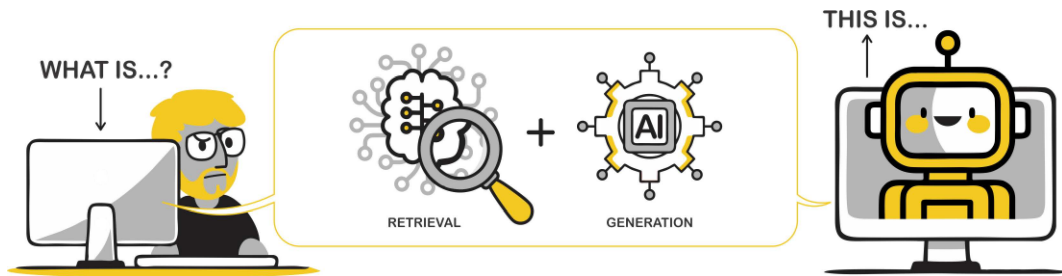 WHAT IS...?
RETRIEVAL
+
AI
GENERATION
THIS IS...